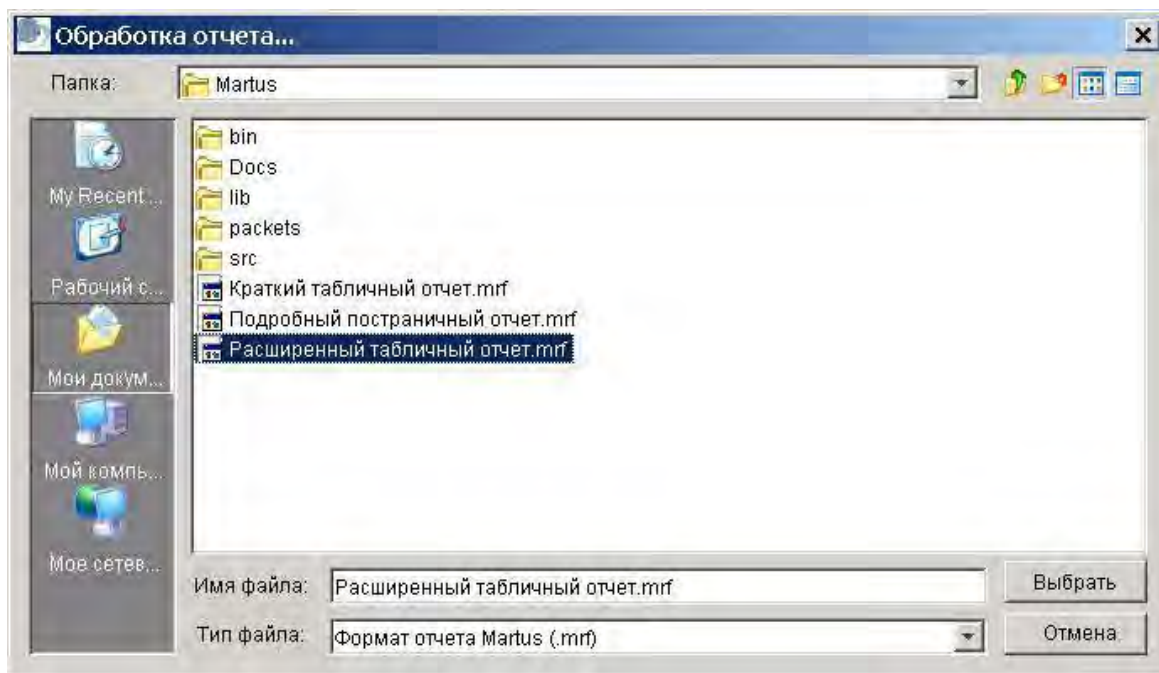 Обработка отчета...
Папка: Martus
My Recent ...
Рабочий с...
Мои докум...
Мой компь...
Мое сетев...
bin
Docs
lib
packets
src
Краткий табличный отчет.mrf
Подробный постраничный отчет.mrf
Расширенный табличный отчет.mrf
Имя файла: Расширенный табличный отчет.mrf Выбрать
Тип файла: Формат отчета Martus (.mrf) Отмена